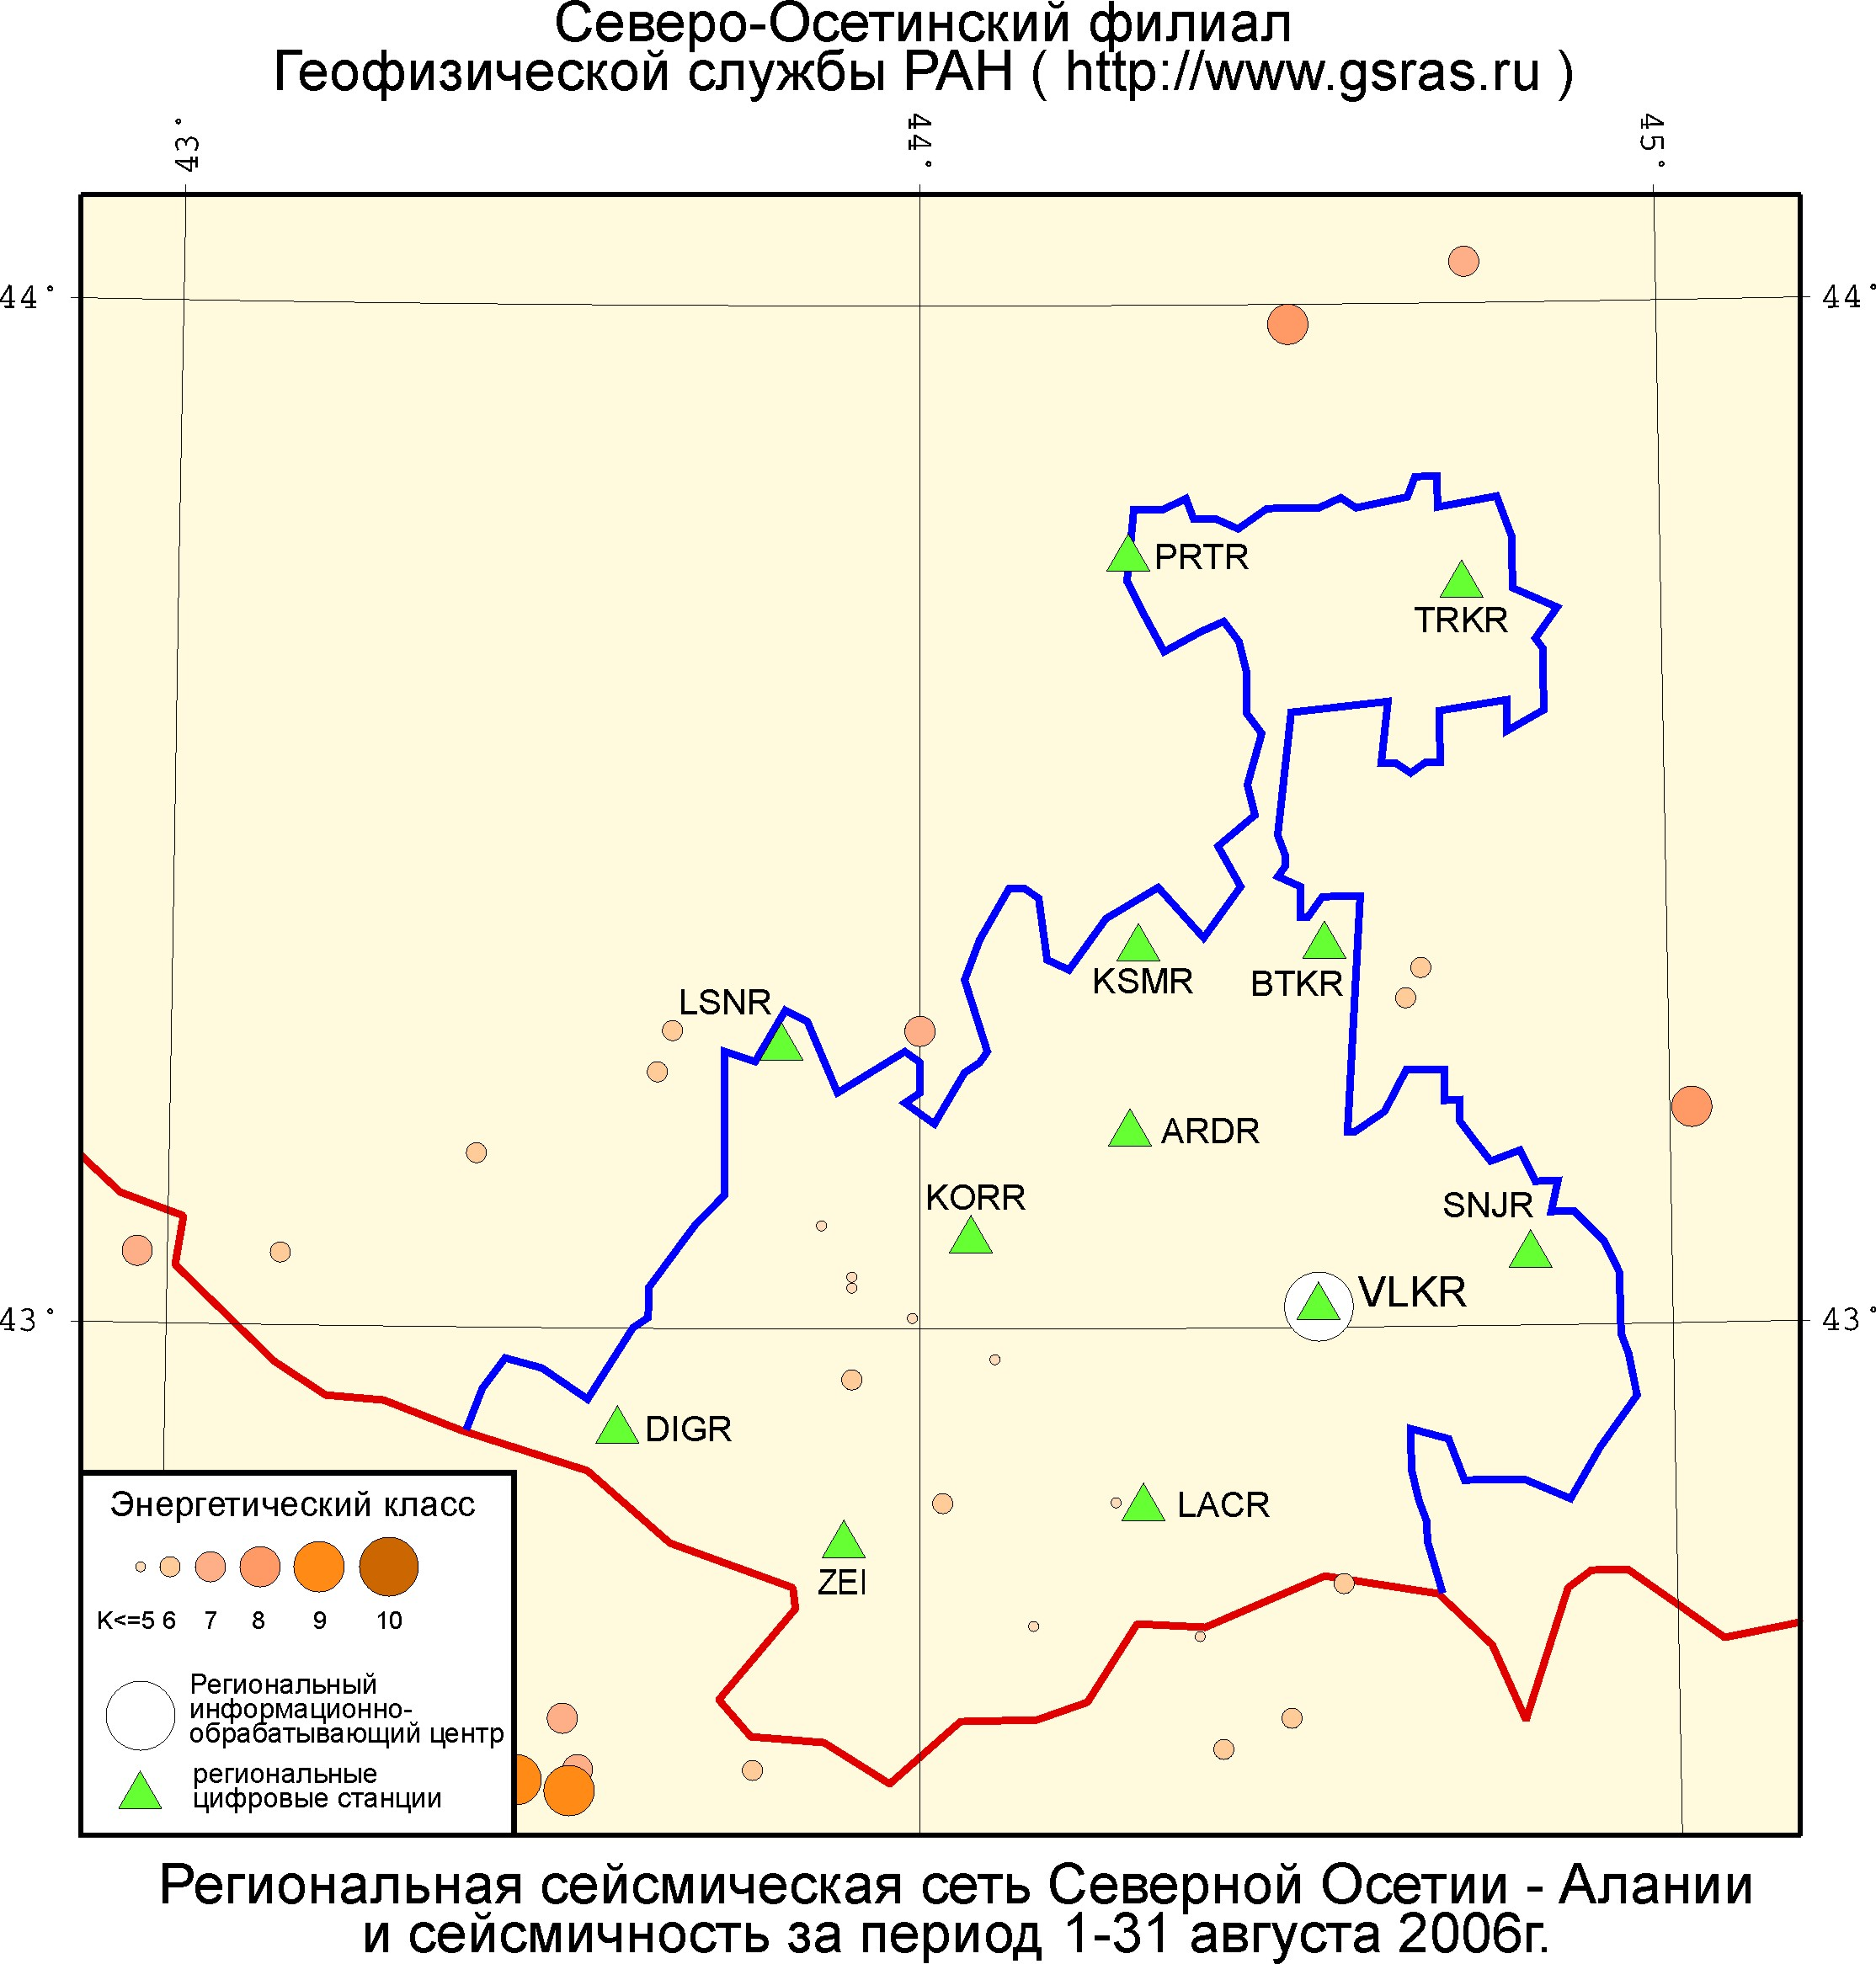 Северо-Осетинский филиал
Геофизической службы РАН ( http://www.gsras.ru )
43°
44°
45°
44°
44°
PRTR
TRKR
KSMR
BTKR
LSNR
ARDR
KORR
SNJR
VLKR
43°
43°
DIGR
LACR
ZEI
Энергетический класс
K<=5 6 7 8 9 10
Региональный
информационно-
обрабатывающий центр
региональные
цифровые станции
Региональная сейсмическая сеть Северной Осетии - Алании
и сейсмичность за период 1-31 августа 2006г.